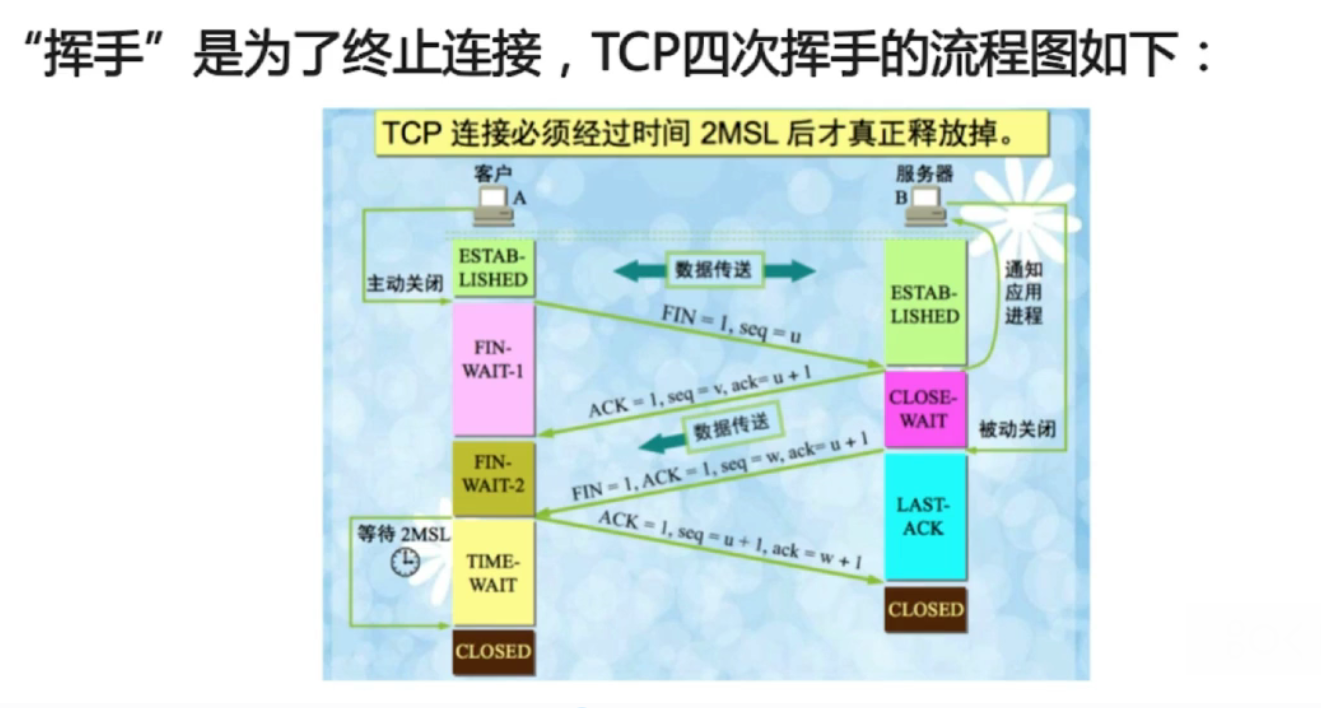 “挥手”是为了终止连接，TCP四次挥手的流程图如下：
TCP 连接必须经过时间 2MSL 后才真正释放掉。
客户
A
服务器
B
ESTAB-
LISHED
主动关闭
数据传送
ESTAB-
LISHED
通知
应用
进程
FIN = 1, seq = u
FIN-
WAIT-1
ACK = 1, seq = v, ack= u + 1
CLOSE-
WAIT
被动关闭
数据传送
FIN-
WAIT-2
FIN = 1, ACK = 1, seq = w, ack= u + 1
ACK = 1, seq = u + 1, ack = w + 1
LAST-
ACK
等待 2MSL
TIME-
WAIT
CLOSED
CLOSED